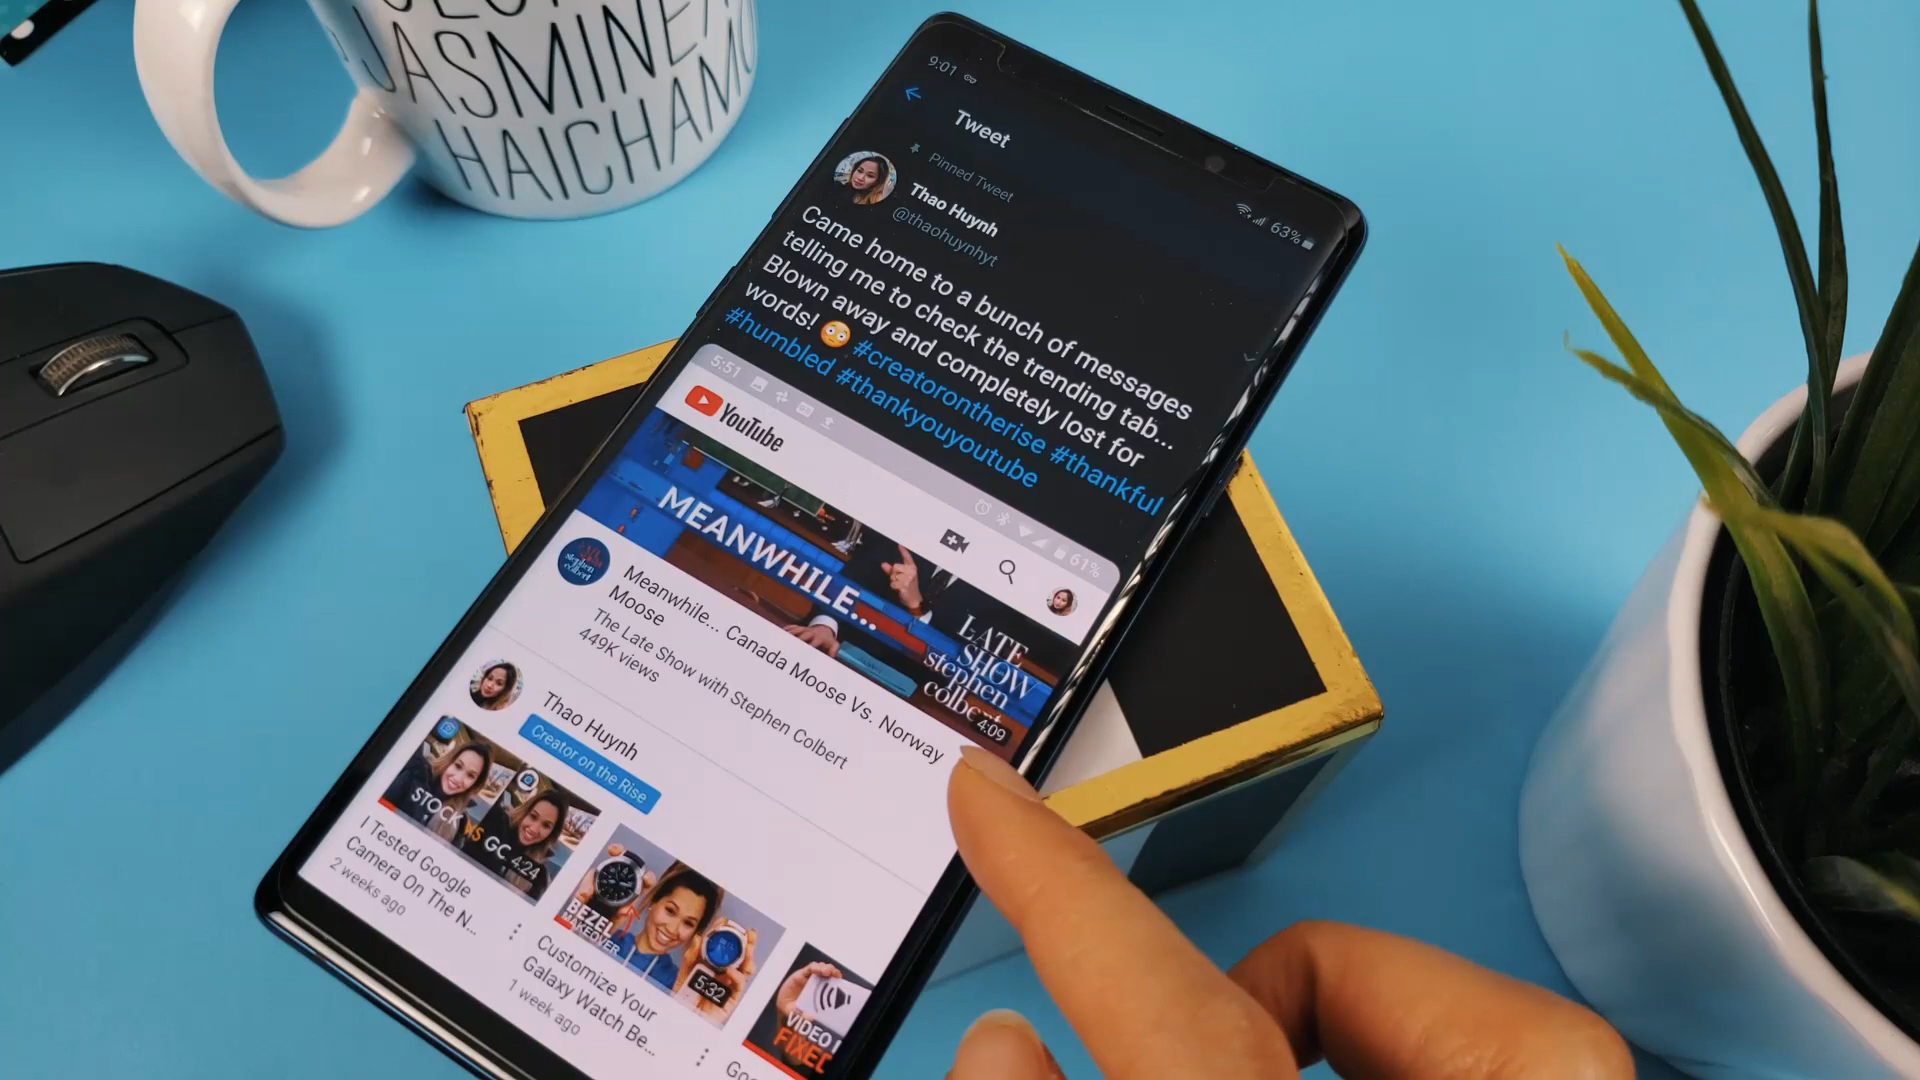 JASMINE
HAICHAMO
9:01
63%
Tweet
Pinned Tweet
Thao Huynh
@thaohuynhyt
Came home to a bunch of messages
telling me to check the trending tab...
Blown away and completely lost for
words! 😳 #creatorontherise #thankful
#humbled #thankyouyoutube
5:51
61%
YouTube
MEANWHILE...
LATE
SHOW
stephen
colbert
4:09
Meanwhile... Canada Moose Vs. Norway
Moose
The Late Show with Stephen Colbert
449K views
Thao Huynh
Creator on the Rise
STOCK VS GC
4:24
I Tested Google
Camera On The N...
2 weeks ago
BEZEL
MAKEOVER
5:32
Customize Your
Galaxy Watch Be...
1 week ago
VIDEO
FIXED
Goo